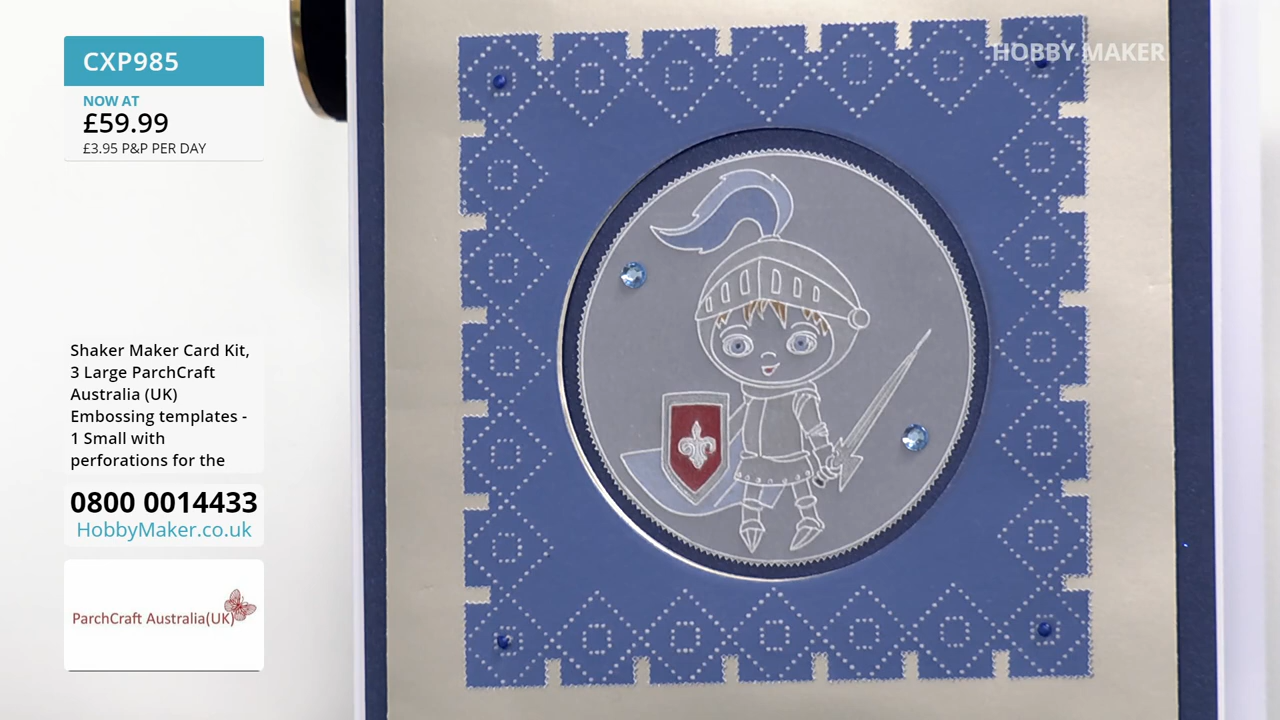 CXP985
NOW AT
£59.99
£3.95 P&P PER DAY
HOBBY MAKER
Shaker Maker Card Kit,
3 Large ParchCraft
Australia (UK)
Embossing templates -
1 Small with
perforations for the
0800 0014433
HobbyMaker.co.uk
ParchCraft Australia(UK)